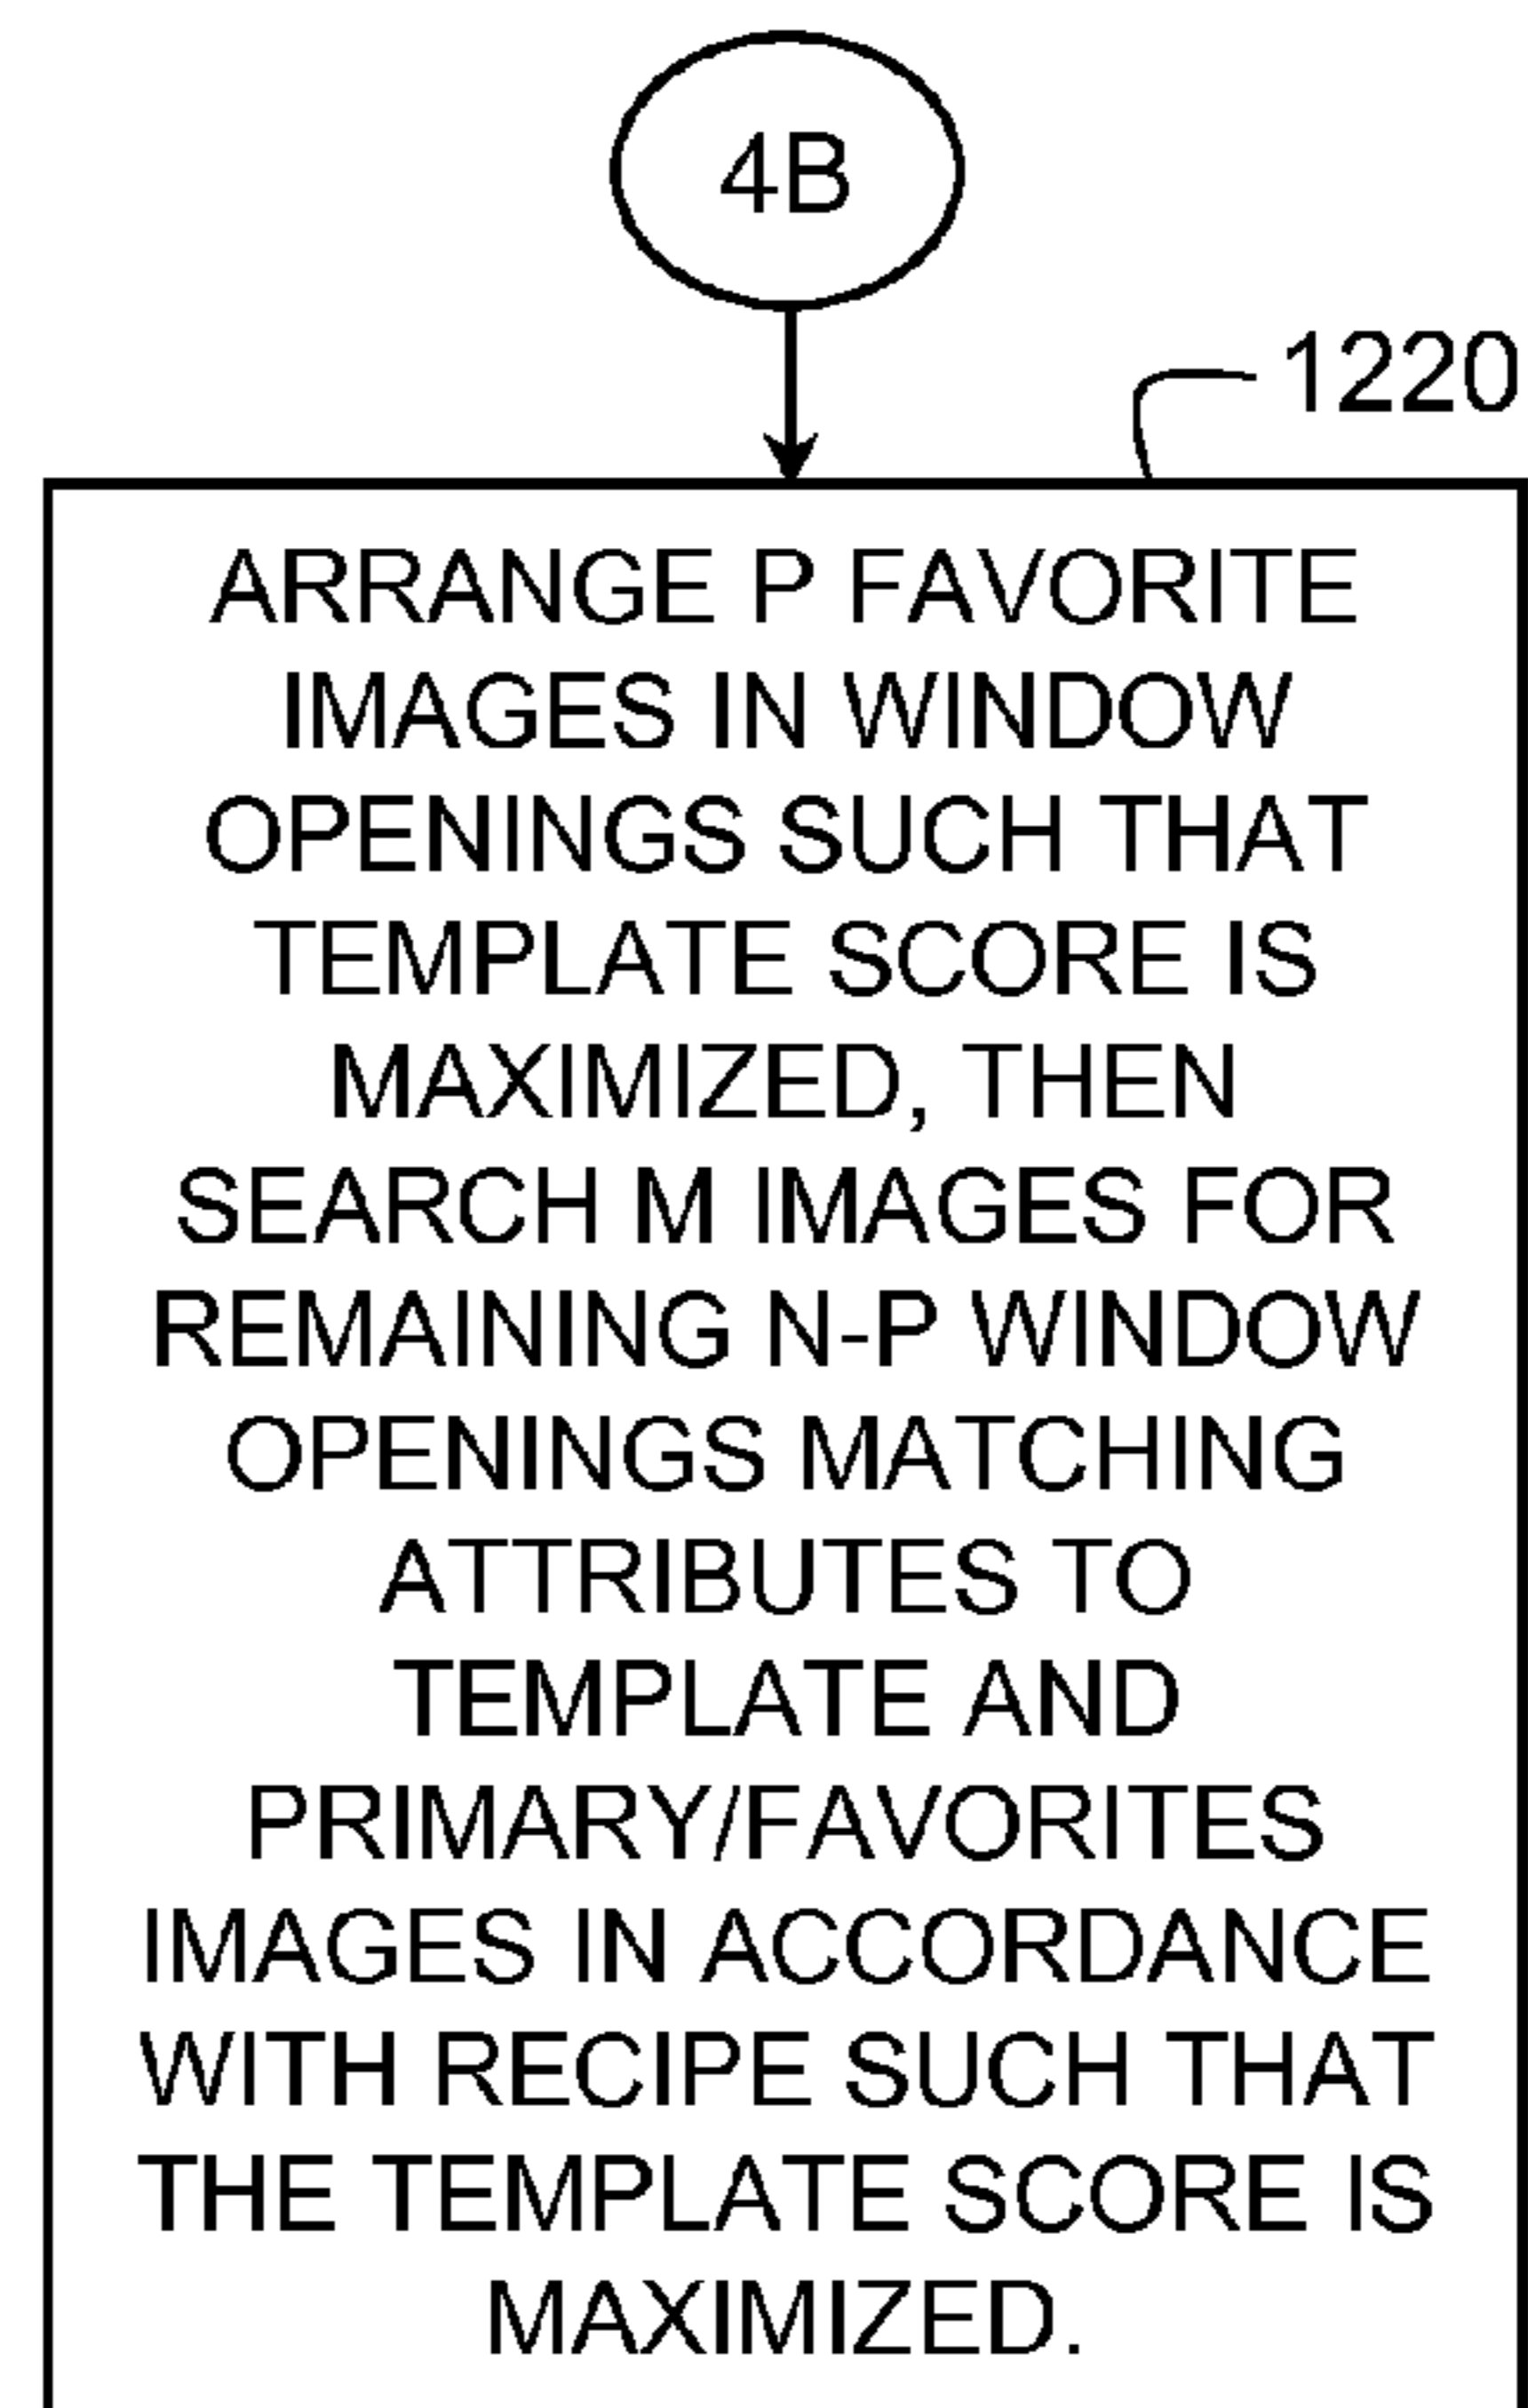 4B
1220
ARRANGE P FAVORITE
IMAGES IN WINDOW
OPENINGS SUCH THAT
TEMPLATE SCORE IS
MAXIMIZED, THEN
SEARCH M IMAGES FOR
REMAINING N-P WINDOW
OPENINGS MATCHING
ATTRIBUTES TO
TEMPLATE AND
PRIMARY/FAVORITES
IMAGES IN ACCORDANCE
WITH RECIPE SUCH THAT
THE TEMPLATE SCORE IS
MAXIMIZED.